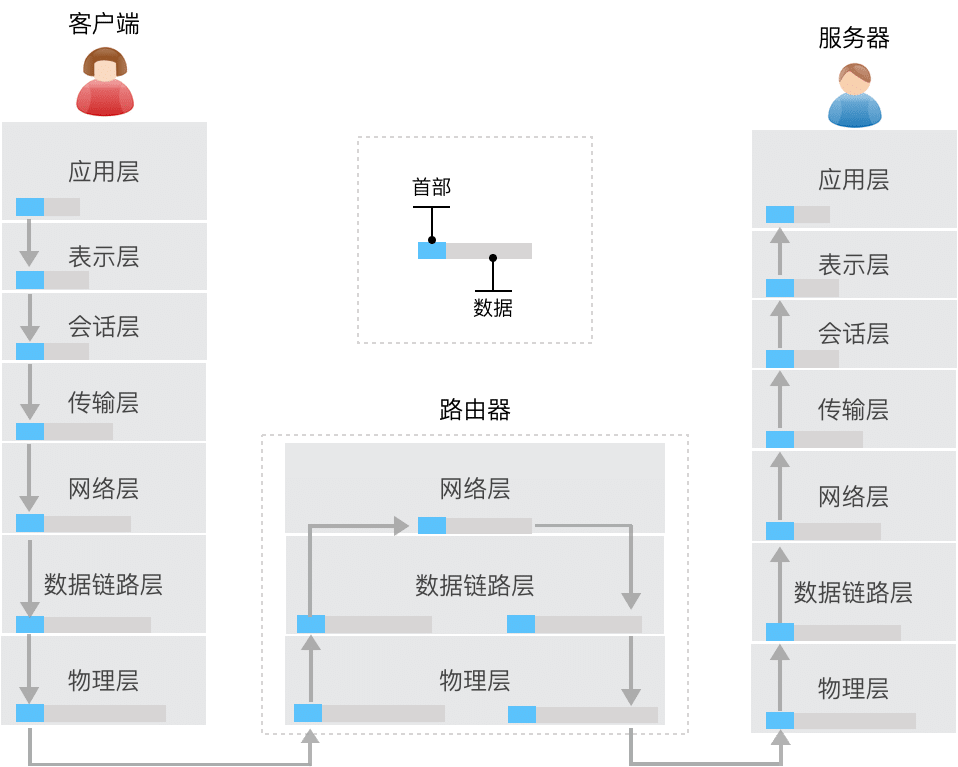 客户端
应用层
表示层
会话层
传输层
网络层
数据链路层
物理层
首部
数据
路由器
网络层
数据链路层
物理层
服务器
应用层
表示层
会话层
传输层
网络层
数据链路层
物理层